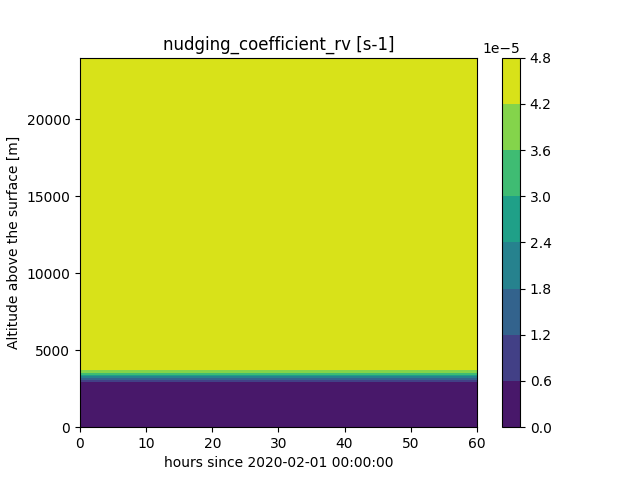 nudging_coefficient_rv [s-1]
1e−5
4.8
4.2
3.6
3.0
2.4
1.8
1.2
0.6
0.0
Altitude above the surface [m]
20000
15000
10000
5000
0
0 10 20 30 40 50 60
hours since 2020-02-01 00:00:00